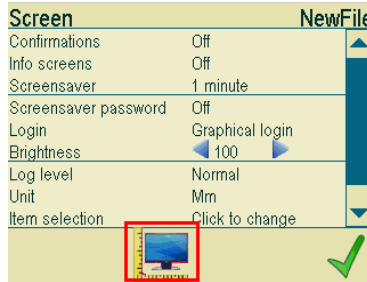 Screen NewFile
Confirmations Off
Info screens Off
Screensaver 1 minute
Screensaver password Off
Login Graphical login
Brightness 100
Log level Normal
Unit Mm
Item selection Click to change